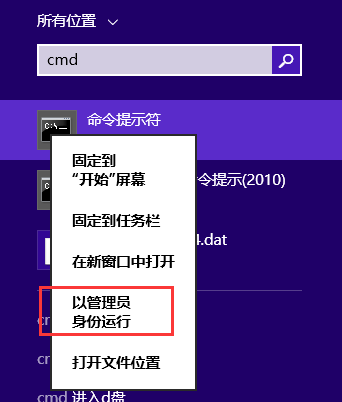 所有位置
cmd
命令提示符
固定到
“开始”屏幕
令提示(2010)
固定到任务栏
4.dat
在新窗口中打开
以管理员
身份运行
打开文件位置
cmd 进入d盘